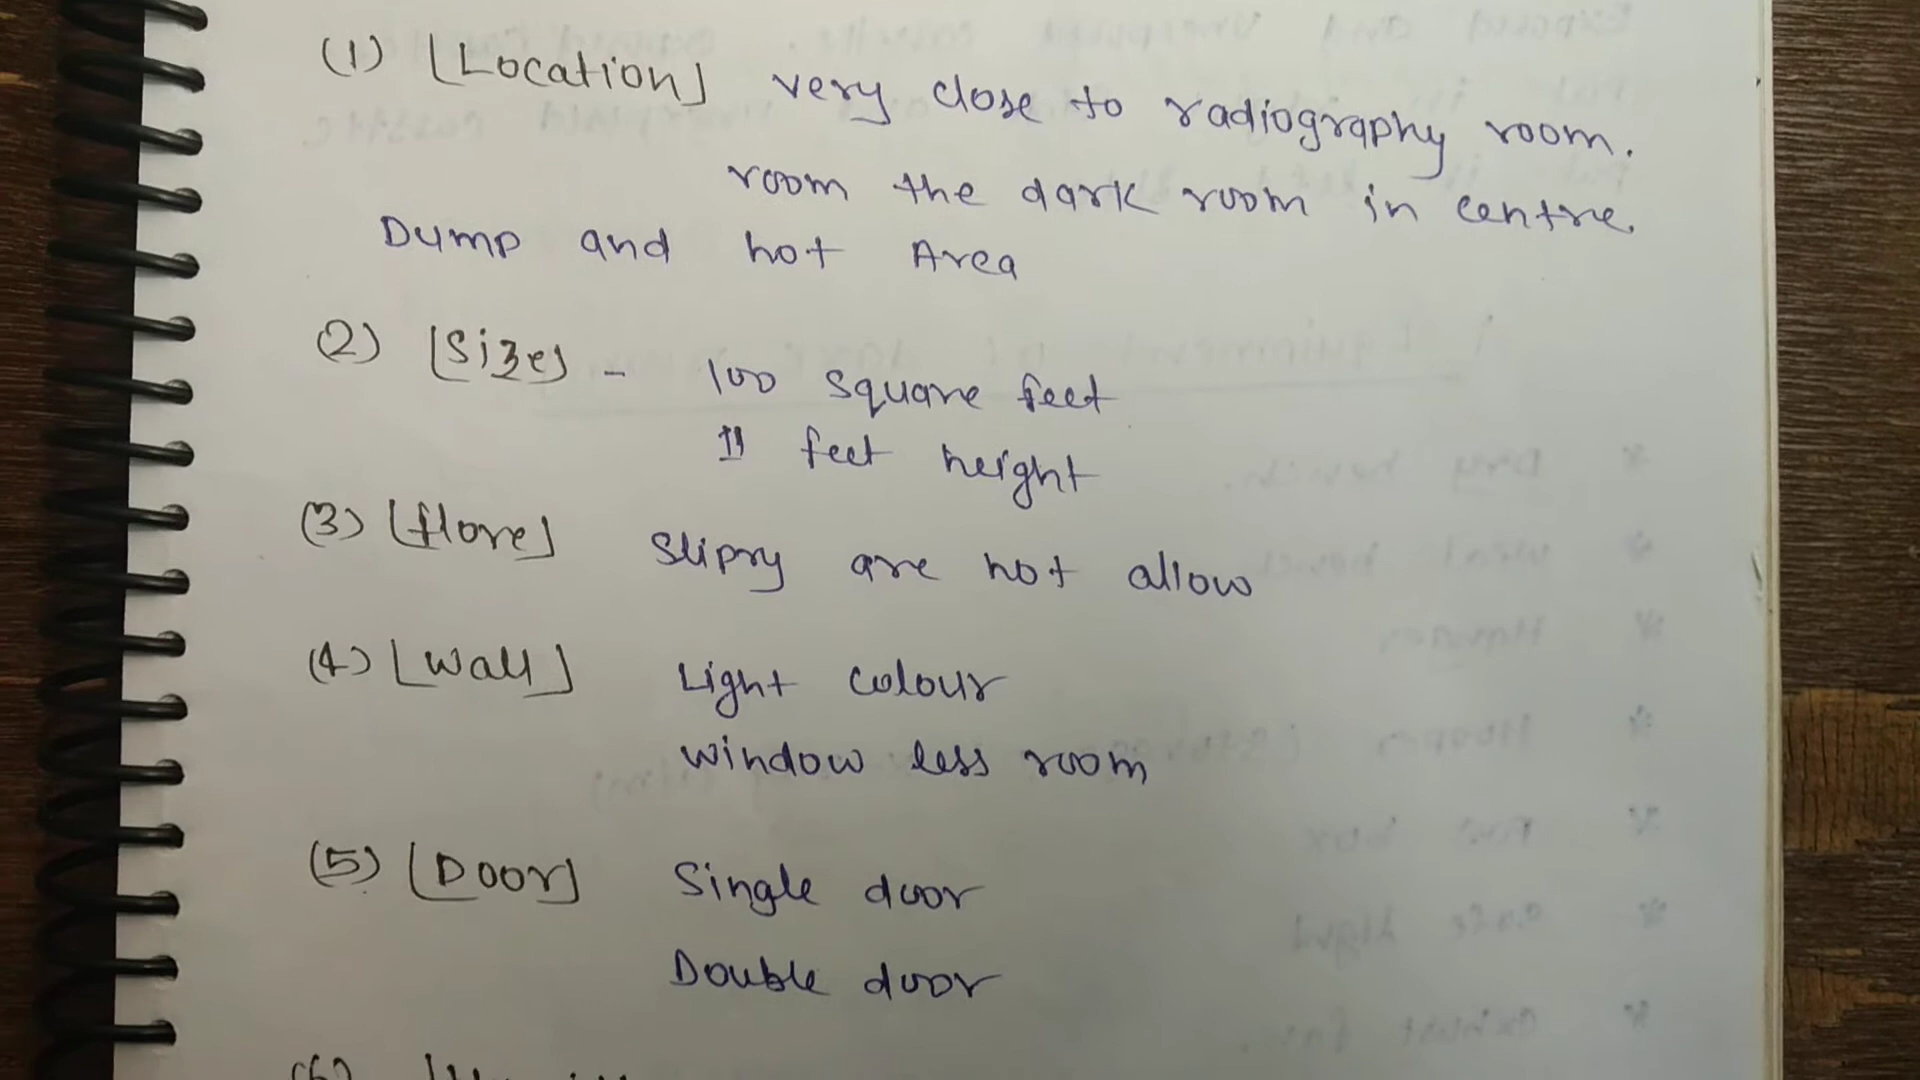 (1) [Location] very close to radiography room.
room the dark room in centre.
Dump and hot Area
(2) [Size] - 100 square feet
11 feet height
(3) [flore] Slipry are not allow
(4) [Wall] Light colour
window less room
(5) [Door] Single door
Double door
(6)